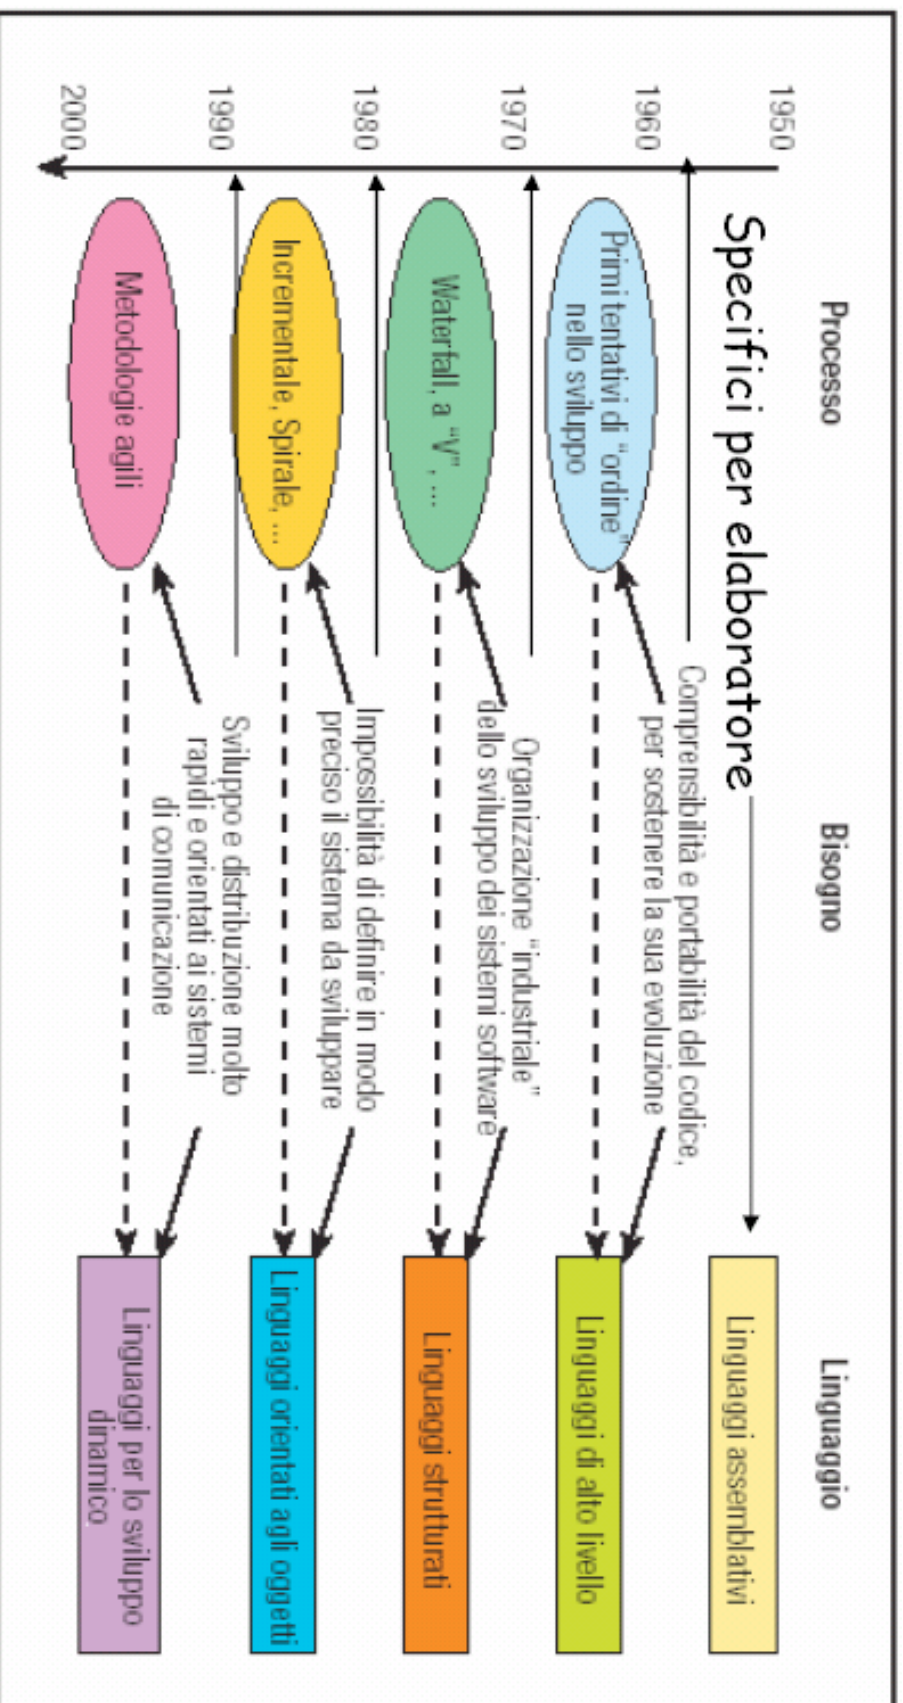 Processo
Bisogno
Linguaggio
1950
Specifici per elaboratore
Linguaggi assemblativi
1960
Primi tentativi di "ordine"
nello sviluppo
Comprensibilità e portabilità del codice,
per sostenere la sua evoluzione
Linguaggi di alto livello
1970
Waterfall, a "V", ...
Organizzazione "industriale"
dello sviluppo dei sistemi software
Linguaggi strutturati
1980
Incrementale, Spirale, ...
Impossibilità di definire in modo
preciso il sistema da sviluppare
Linguaggi orientati agli oggetti
1990
Metodologie agili
Sviluppo e distribuzione molto
rapidi e orientati ai sistemi
di comunicazione
Linguaggi per lo sviluppo
dinamico
2000